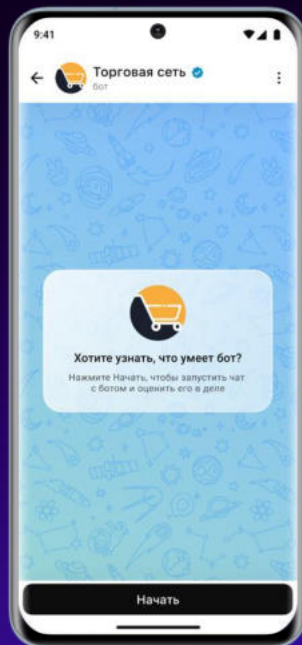 9:41
Торговая сеть
бот
Хотите узнать, что умеет бот?
Нажмите Начать, чтобы запустить чат
с ботом и оценить его в деле
Начать